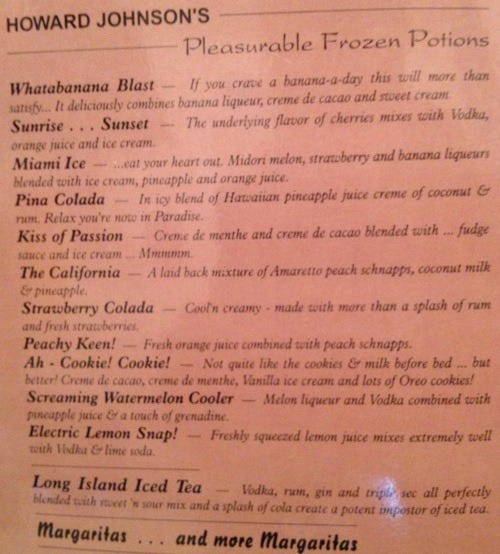 HOWARD JOHNSON'S
Pleasurable Frozen Potions
Whatabanana Blast — If you crave a banana-a-day this will more than
satisfy... It deliciously combines banana liqueur, creme de cacao and sweet cream.
Sunrise . . . Sunset — The underlying flavor of cherries mixes with Vodka,
orange juice and ice cream.
Miami Ice — ...eat your heart out. Midori melon, strawberry and banana liqueurs
blended with ice cream, pineapple and orange juice.
Pina Colada — In icy blend of Hawaiian pineapple juice creme of coconut &
rum. Relax you're now in Paradise.
Kiss of Passion — Creme de menthe and creme de cacao blended with ... fudge
sauce and ice cream ... Mmmmm.
The California — A laid back mixture of Amaretto peach schnapps, coconut milk
& pineapple.
Strawberry Colada — Cool'n creamy - made with more than a splash of rum
and fresh strawberries.
Peachy Keen! — Fresh orange juice combined with peach schnapps.
Ah - Cookie! Cookie! — Not quite like the cookies & milk before bed ... but
better! Creme de cacao, creme de menthe, Vanilla ice cream and lots of Oreo cookies!
Screaming Watermelon Cooler — Melon liqueur and Vodka combined with
pineapple juice & a touch of grenadine.
Electric Lemon Snap! — Freshly squeezed lemon juice mixes extremely well
with Vodka & lime soda.
Long Island Iced Tea — Vodka, rum, gin and triple sec all perfectly
blended with sweet 'n sour mix and a splash of cola create a potent impostor of iced tea.
Margaritas . . . and more Margaritas